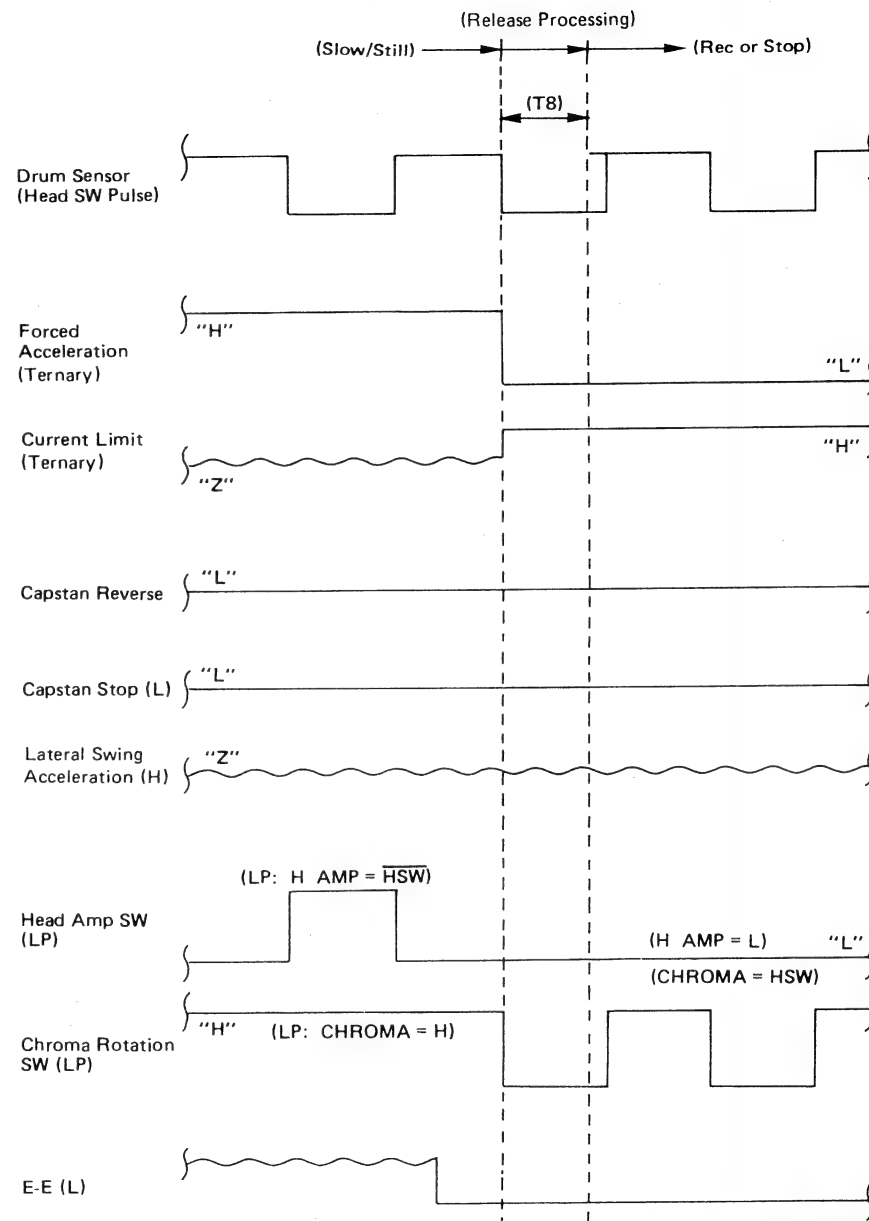 (Release Processing)
(Slow/Still)
(Rec or Stop)
(T8)
Drum Sensor
(Head SW Pulse)
Forced
Acceleration
(Ternary)
"H"
"L"
Current Limit
(Ternary)
"Z"
"H"
Capstan Reverse
"L"
Capstan Stop (L)
"L"
Lateral Swing
Acceleration (H)
"Z"
(LP: H AMP = HSW)
Head Amp SW
(LP)
(H AMP = L)
"L"
(CHROMA = HSW)
Chroma Rotation
SW (LP)
"H"
(LP: CHROMA = H)
E-E (L)